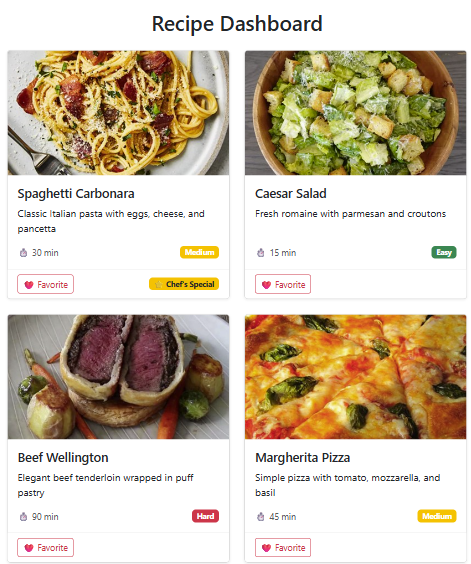 Recipe Dashboard
Spaghetti Carbonara
Classic Italian pasta with eggs, cheese, and
pancetta
30 min
Medium
Favorite
Chef's Special
Caesar Salad
Fresh romaine with parmesan and croutons
15 min
Easy
Favorite
Beef Wellington
Elegant beef tenderloin wrapped in puff
pastry
90 min
Hard
Favorite
Margherita Pizza
Simple pizza with tomato, mozzarella, and
basil
45 min
Medium
Favorite